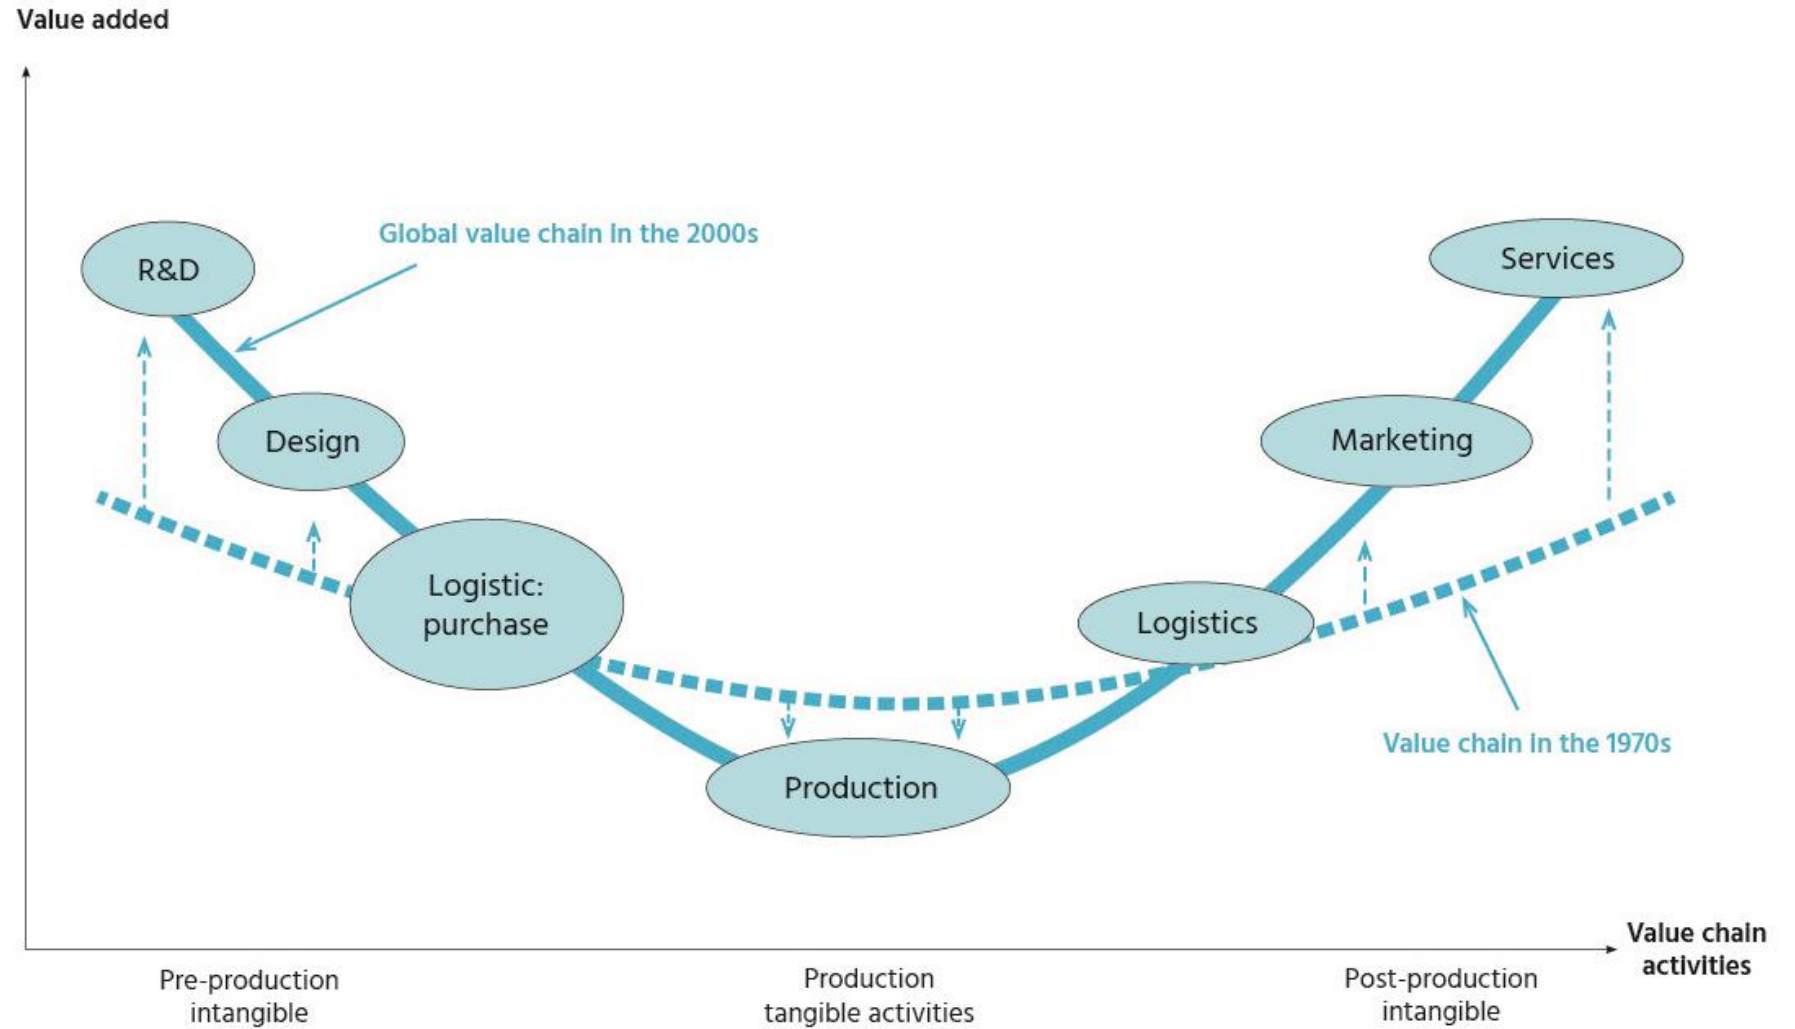 Value added
Global value chain in the 2000s
R&D
Services
Design
Marketing
Logistic:
purchase
Logistics
Value chain in the 1970s
Production
Value chain
activities
Pre-production
intangible
Production
tangible activities
Post-production
intangible